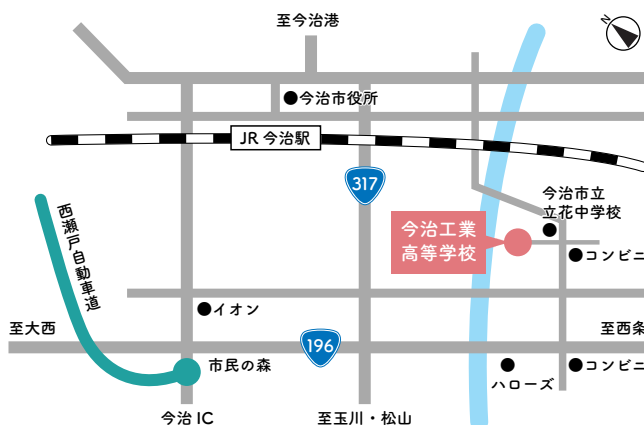 至今治港
N
今治市役所
JR 今治駅
317
今治市立
立花中学校
今治工業
高等学校
コンビニ
西瀬戸自動車道
イオン
至大西
196
至西条
市民の森
コンビニ
ハローズ
今治 IC
至玉川・松山